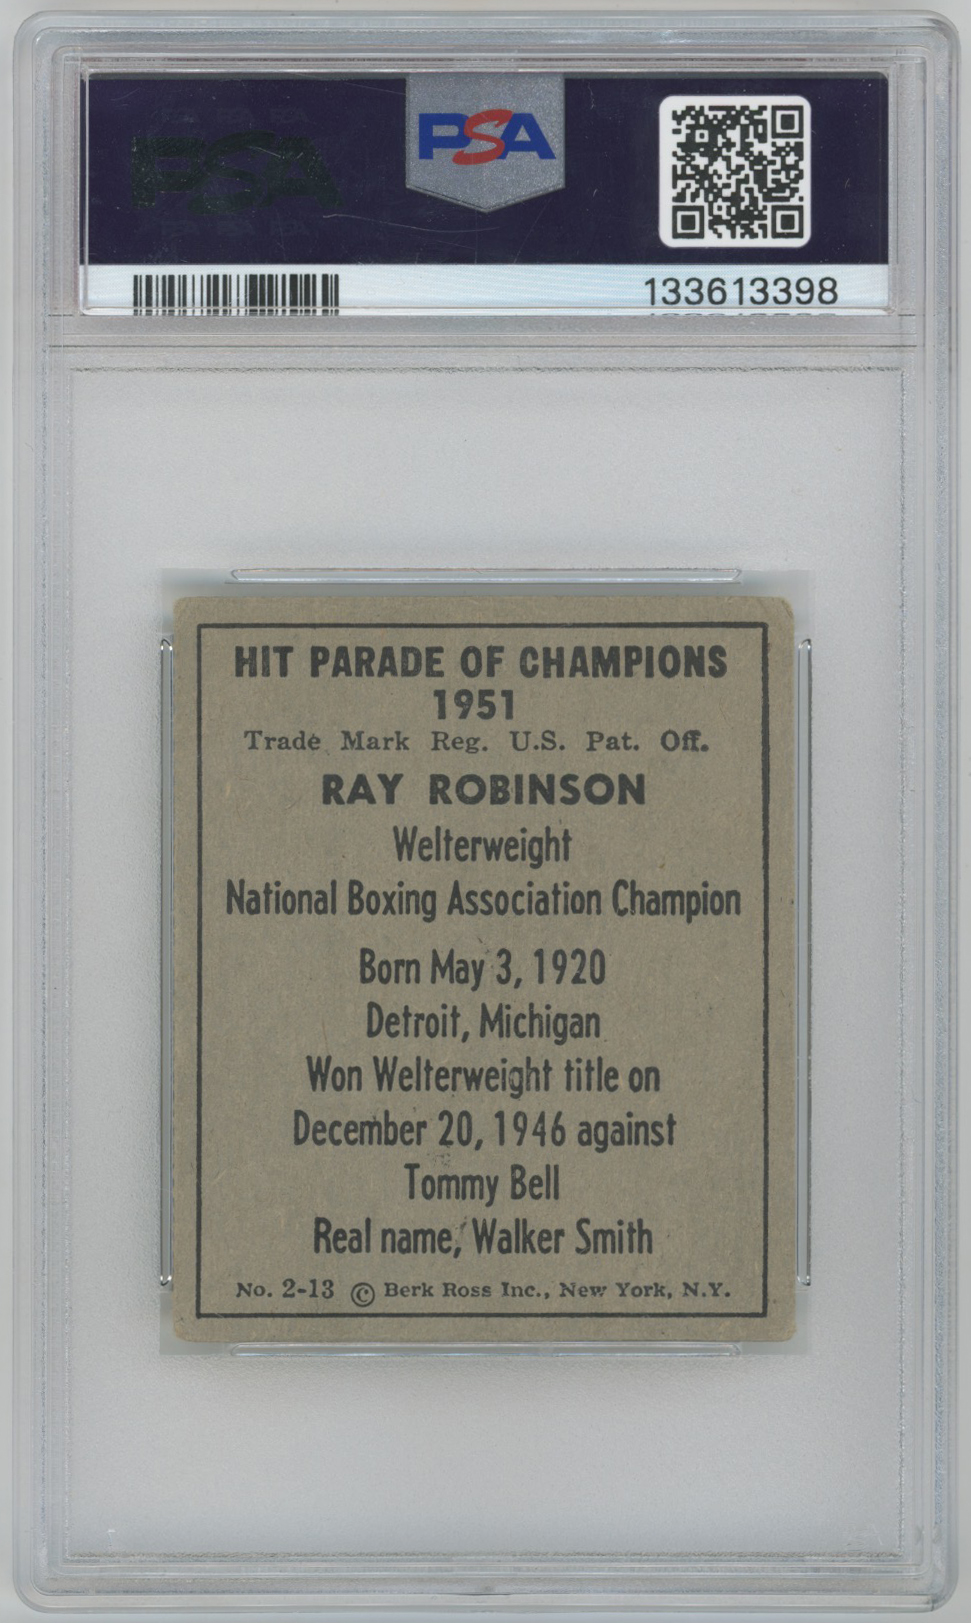 PSA
PSA
133613398
HIT PARADE OF CHAMPIONS
1951
Trade Mark Reg. U.S. Pat. Off.
RAY ROBINSON
Welterweight
National Boxing Association Champion
Born May 3, 1920
Detroit, Michigan
Won Welterweight title on
December 20, 1946 against
Tommy Bell
Real name, Walker Smith
No. 2-13 © Berk Ross Inc., New York, N.Y.